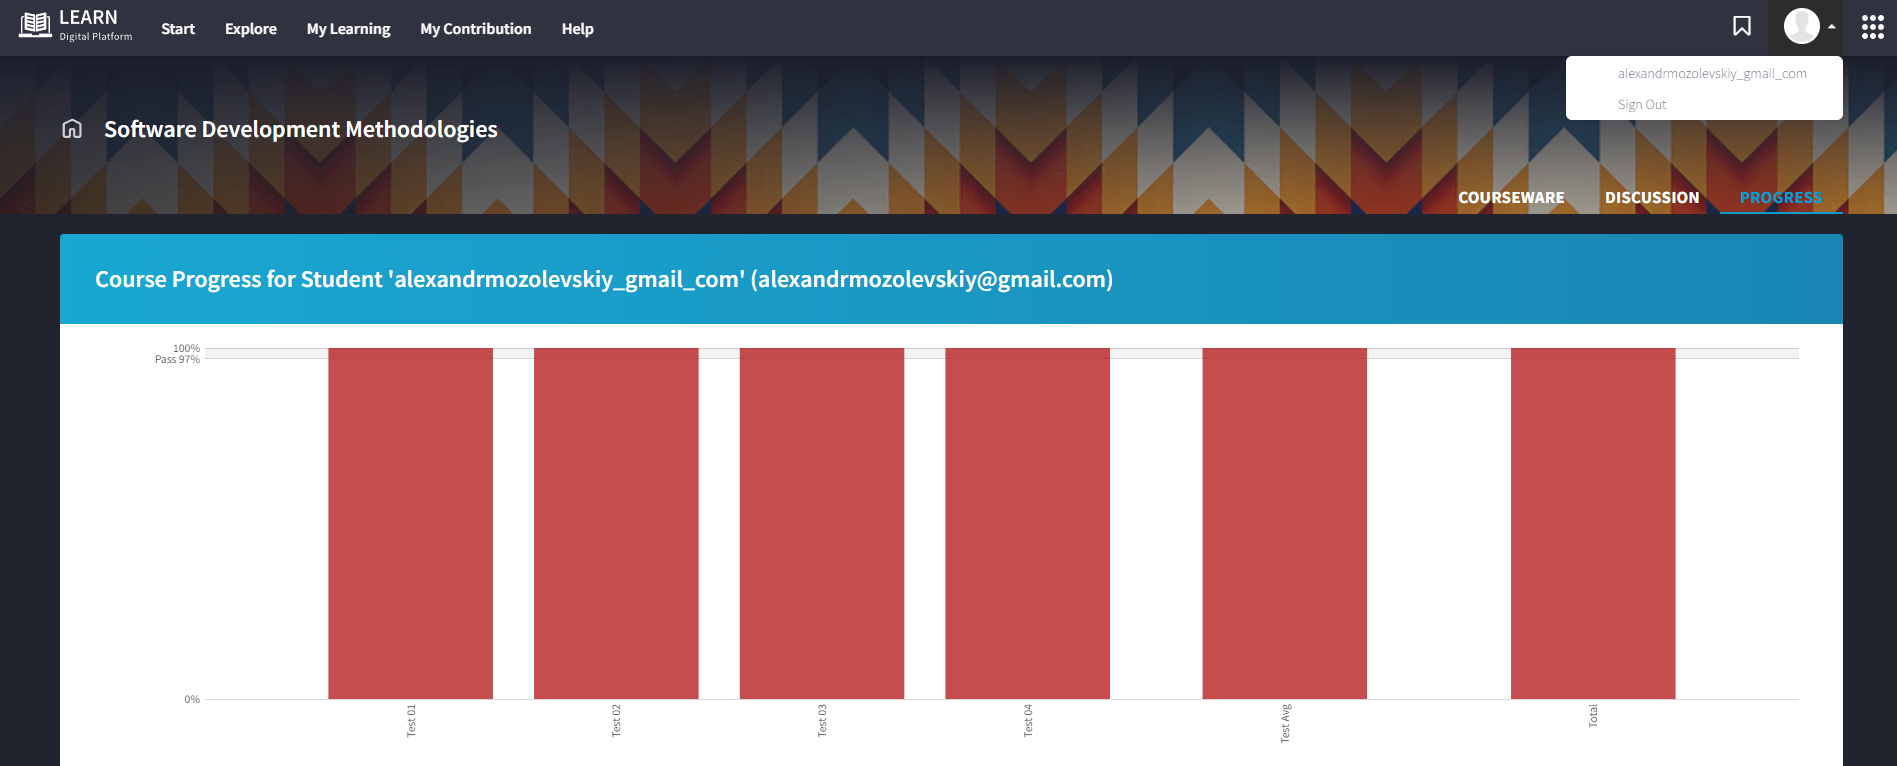 LEARN
Digital Platform
Start Explore My Learning My Contribution Help
alexandrmozolevskiy_gmail_com
Sign Out
Software Development Methodologies
COURSEWARE DISCUSSION PROGRESS
Course Progress for Student 'alexandrmozolevskiy_gmail_com' (alexandrmozolevskiy@gmail.com)
100%
Pass 97%
0%
Test 01
Test 02
Test 03
Test 04
Test Avg
Total